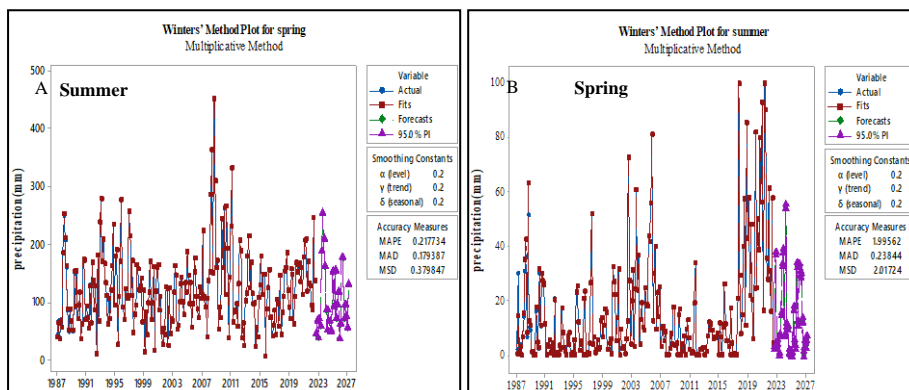 Winters' Method Plot for spring
Multiplicative Method
A Summer
precipitation(mm)
500
400
300
200
100
0
1987 1991 1995 1999 2003 2007 2011 2015 2019 2023 2027
Variable
Actual
Fits
Forecasts
95.0% PI
Smoothing Constants
α (level) 0.2
γ (trend) 0.2
δ (seasonal) 0.2
Accuracy Measures
MAPE 0.217734
MAD 0.179387
MSD 0.379847
Winters' Method Plot for summer
Multiplicative Method
B Spring
precipitation(mm)
100
80
60
40
20
0
1987 1991 1995 1999 2003 2007 2011 2015 2019 2023 2027
Variable
Actual
Fits
Forecasts
95.0% PI
Smoothing Constants
α (level) 0.2
γ (trend) 0.2
δ (seasonal) 0.2
Accuracy Measures
MAPE 1.99562
MAD 0.23844
MSD 2.01724